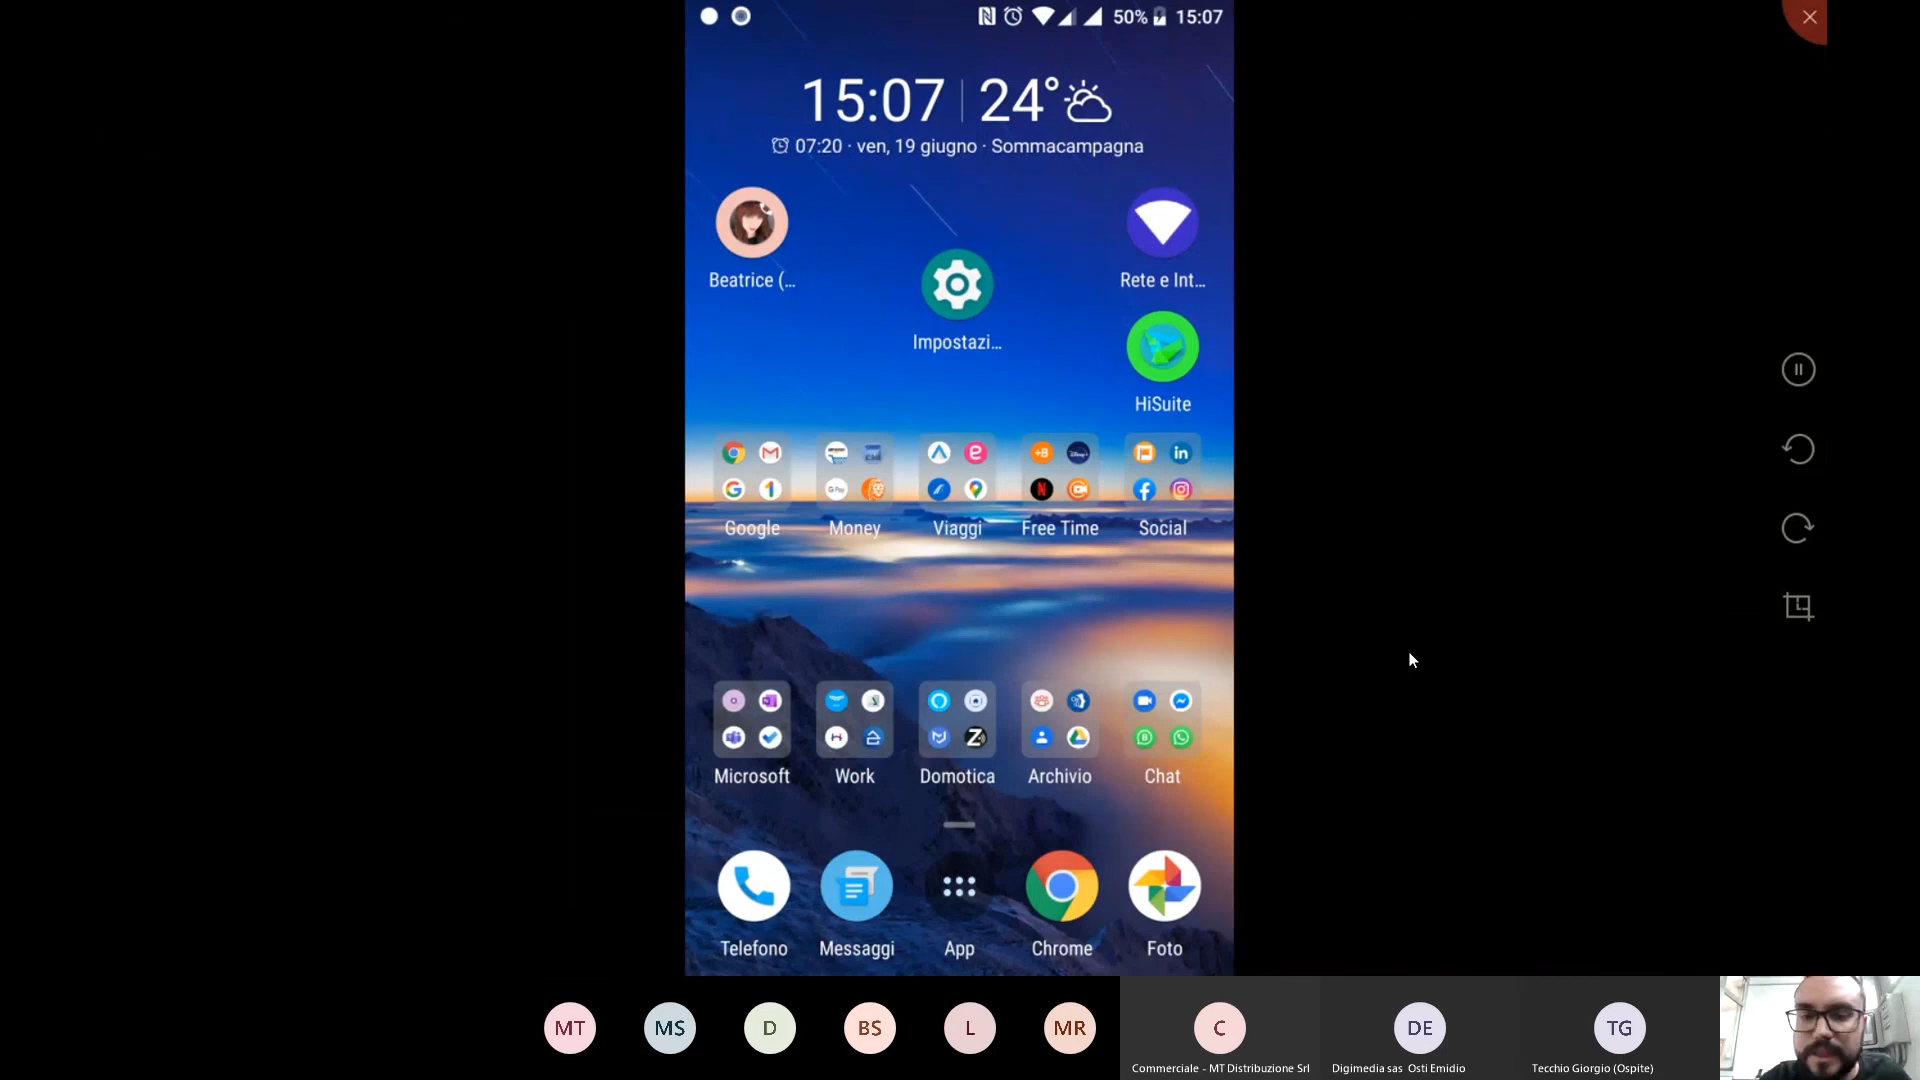 50% 15:07
15:07 24°
07:20 · ven, 19 giugno · Sommacampagna
Beatrice (...
Rete e Int...
Impostazi...
HiSuite
Google Money Viaggi Free Time Social
Microsoft Work Domotica Archivio Chat
Telefono Messaggi App Chrome Foto
MT MS D BS L MR C DE TG
Commerciale - MT Distribuzione Srl Digimedia sas Osti Emidio Tecchio Giorgio (Ospite)